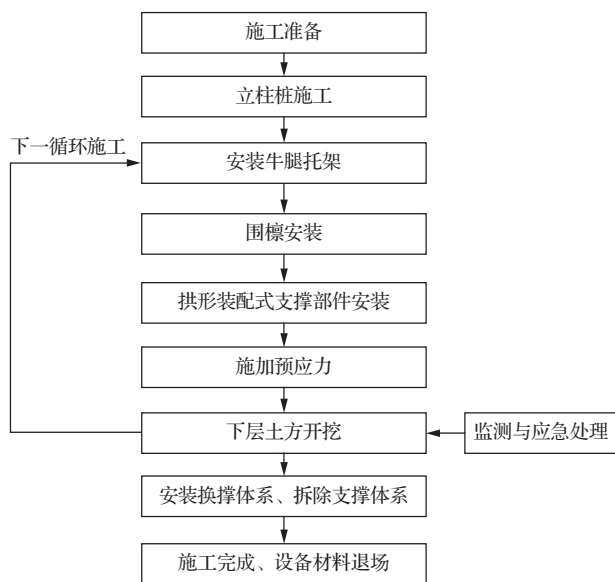 施工准备
立柱桩施工
下一循环施工
安装牛腿托架
围檩安装
拱形装配式支撑部件安装
施加预应力
下层土方开挖
监测与应急处理
安装换撑体系、拆除支撑体系
施工完成、设备材料退场